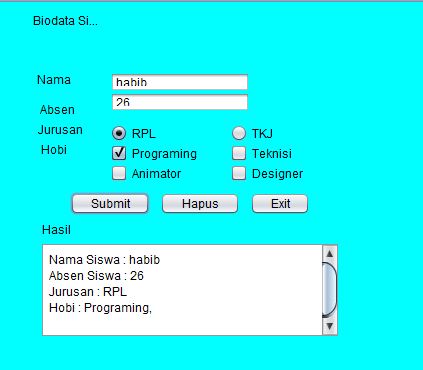 Biodata Si...
Nama habib
Absen 26
Jurusan RPL TKJ
Hobi Programing Teknisi
Animator Designer
Submit Hapus Exit
Hasil
Nama Siswa : habib
Absen Siswa : 26
Jurusan : RPL
Hobi : Programing,